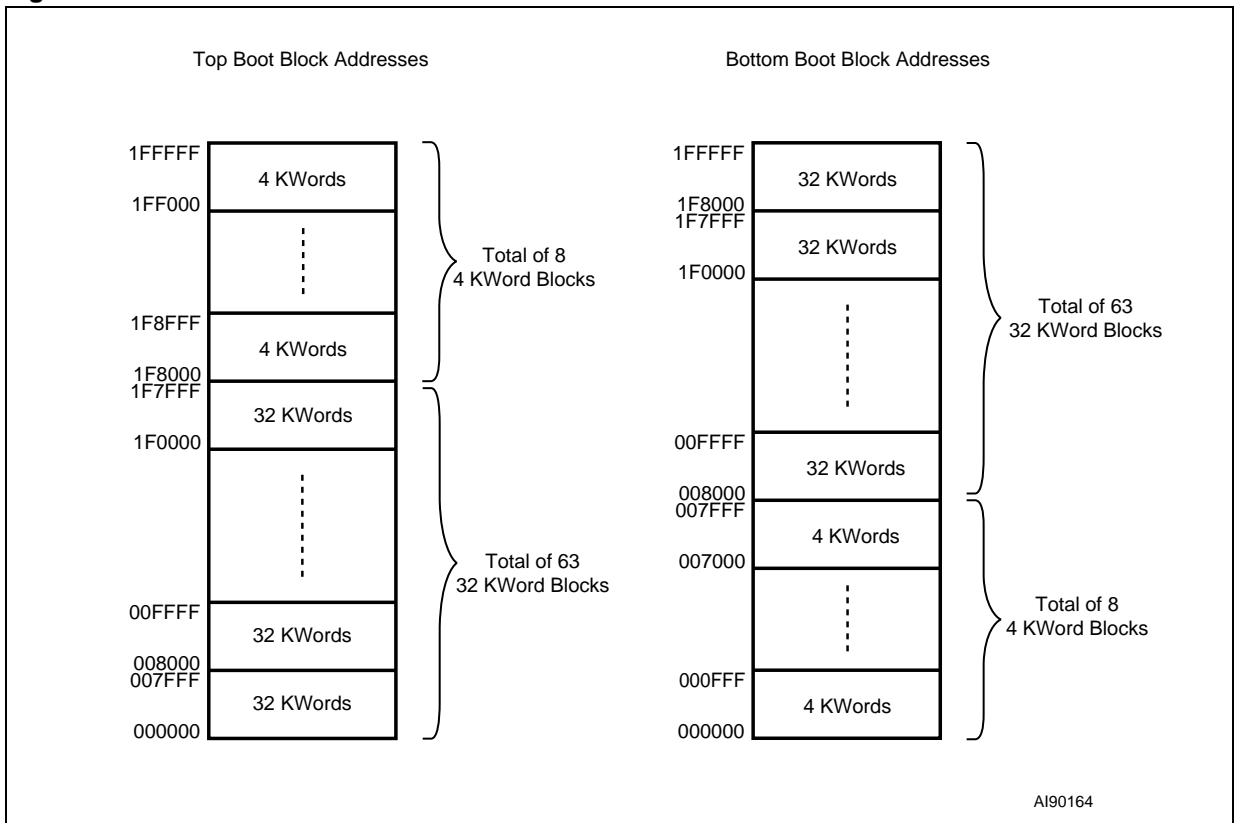 Top Boot Block Addresses
1FFFFF
4 KWords
1FF000
Total of 8
4 KWord Blocks
1F8FFF
4 KWords
1F8000
1F7FFF
32 KWords
1F0000
Total of 63
32 KWord Blocks
00FFFF
32 KWords
008000
007FFF
32 KWords
000000
Bottom Boot Block Addresses
1FFFFF
32 KWords
1F8000
1F7FFF
32 KWords
1F0000
Total of 63
32 KWord Blocks
00FFFF
32 KWords
008000
007FFF
4 KWords
007000
Total of 8
4 KWord Blocks
000FFF
4 KWords
000000
AI90164